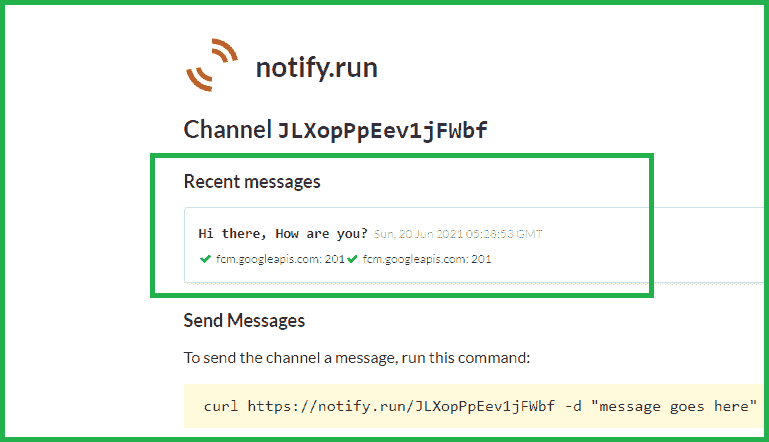 notify.run
Channel JLXopPpEev1jFWbf
Recent messages
Hi there, How are you? Sun, 20 Jun 2021 05:28:53 GMT
fcm.googleapis.com: 201 fcm.googleapis.com: 201
Send Messages
To send the channel a message, run this command:
curl https://notify.run/JLXopPpEev1jFWbf -d "message goes here"